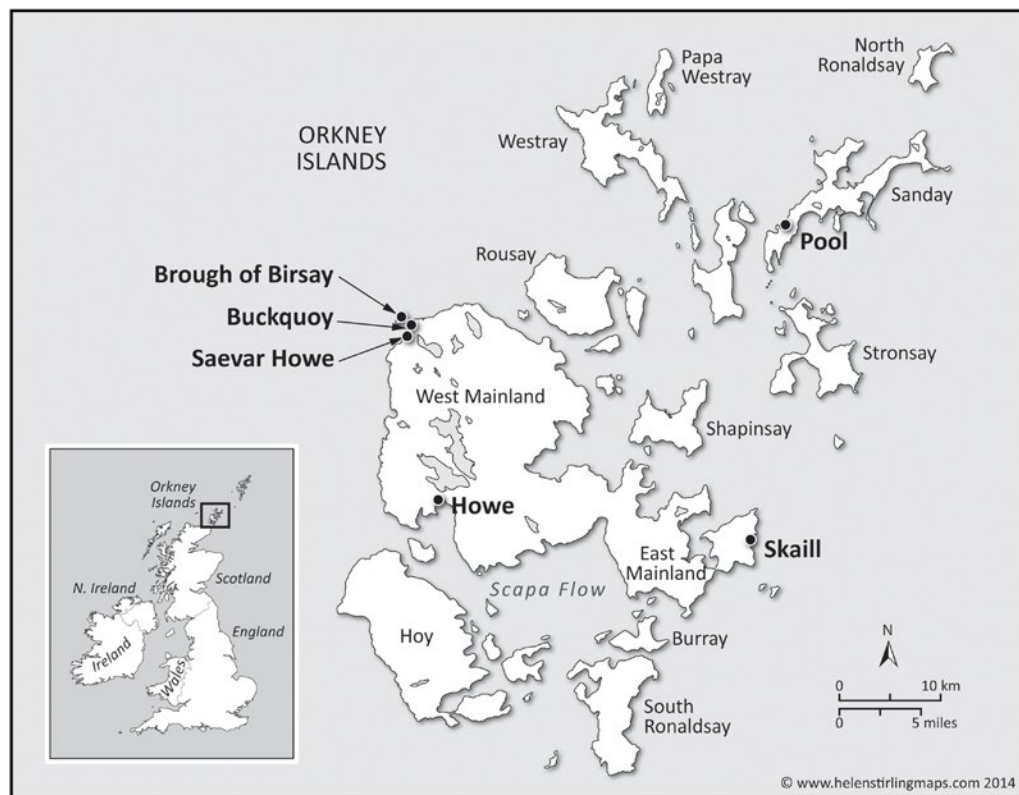 ORKNEY
ISLANDS
Papa
Westray
North
Ronaldsay
Westray
Sanday
Pool
Rousay
Brough of Birsay
Buckquoy
Saevar Howe
Stronsay
West Mainland
Shapinsay
Howe
Skaill
East
Mainland
Scapa Flow
Hoy
Burray
South
Ronaldsay
Orkney
Islands
Scotland
N. Ireland
England
Ireland
Wales
N
0 10 km
0 5 miles
© www.helenstirlingmaps.com 2014